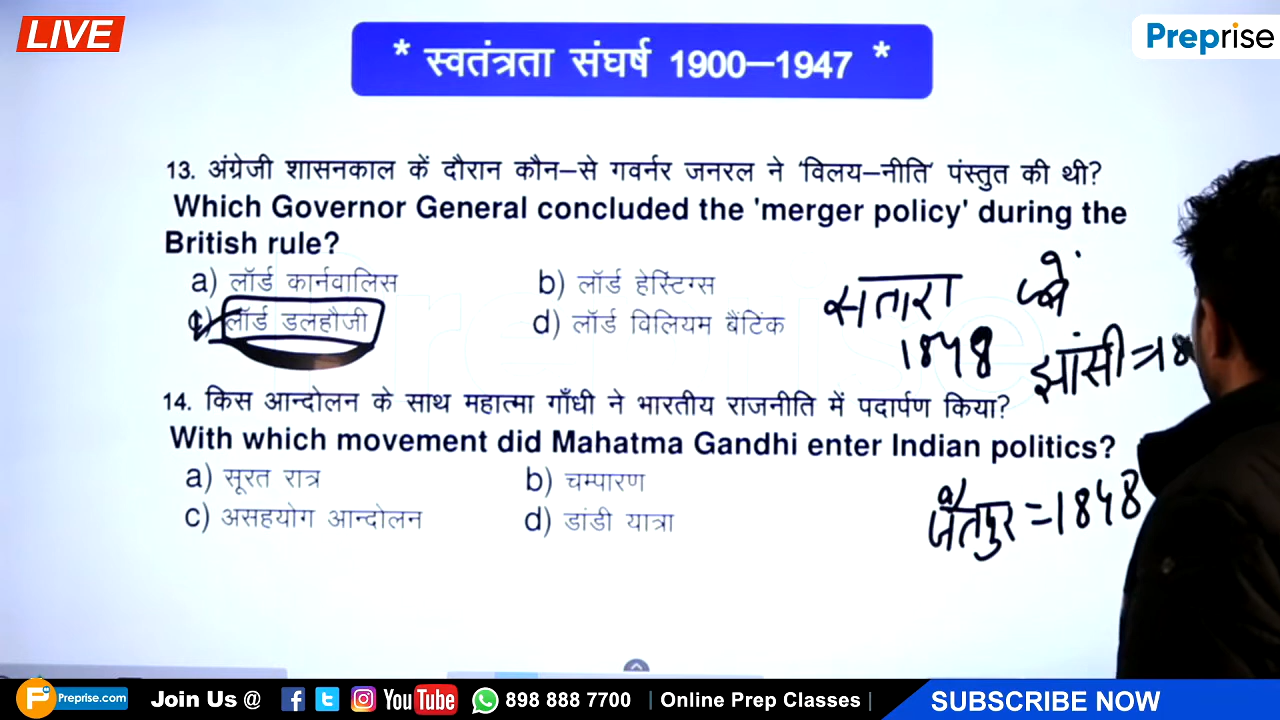 LIVE
Preprise
* स्वतंत्रता संघर्ष 1900–1947 *
13. अंग्रेजी शासनकाल कें दौरान कौन–से गवर्नर जनरल ने 'विलय–नीति' पंस्तुत की थी?
Which Governor General concluded the 'merger policy' during the
British rule?
a) लॉर्ड कार्नवालिस b) लॉर्ड हेस्टिंग्स
c) लॉर्ड डलहौजी d) लॉर्ड विलियम बैंटिंक
सतारा
1848
झांसी
14. किस आन्दोलन के साथ महात्मा गाँधी ने भारतीय राजनीति में पदार्पण किया?
With which movement did Mahatma Gandhi enter Indian politics?
a) सूरत रात्र b) चम्पारण
c) असहयोग आन्दोलन d) डांडी यात्रा
जैतपुर = 1848
Preprise.com Join Us @ YouTube 898 888 7700 | Online Prep Classes | SUBSCRIBE NOW